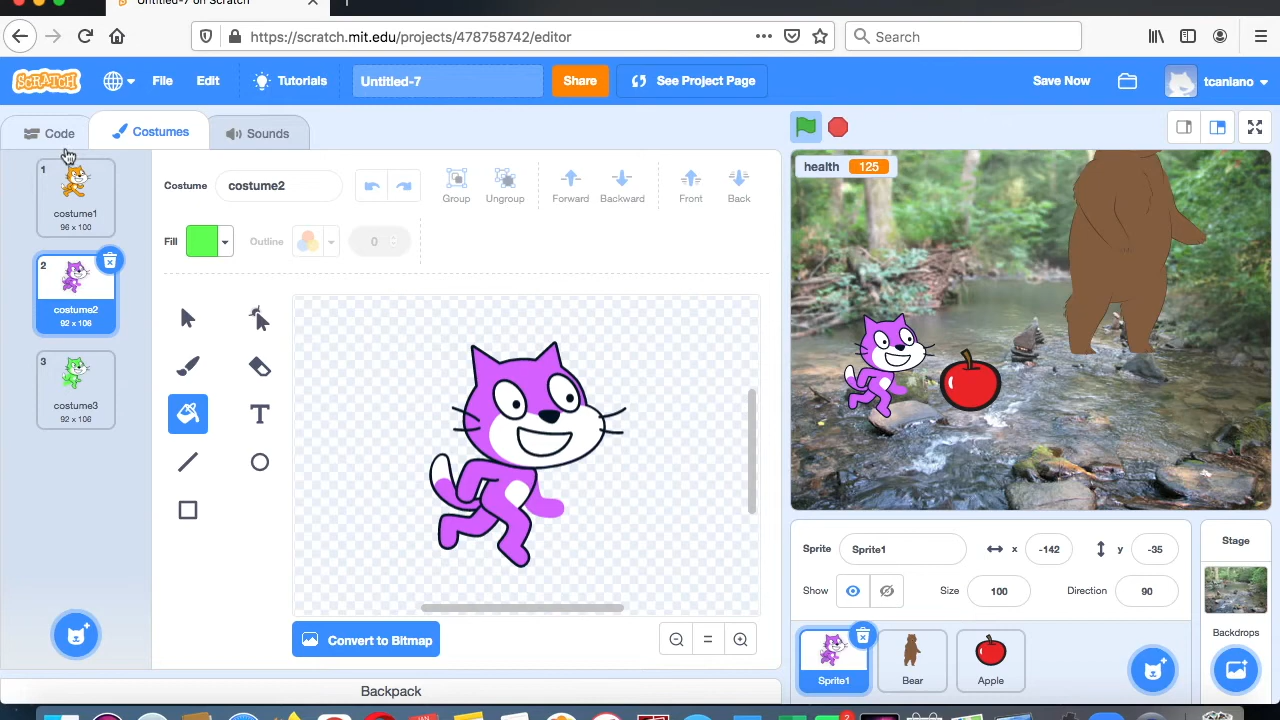 Untitled-7 on Scratch
https://scratch.mit.edu/projects/478758742/editor
Search
SCRATCH
File
Edit
Tutorials
Untitled-7
Share
See Project Page
Save Now
tcaniano
Code
Costumes
Sounds
1
costume1
96 x 100
2
costume2
92 x 106
3
costume3
92 x 106
Costume
costume2
Group
Ungroup
Forward
Backward
Front
Back
Fill
Outline
0
T
Convert to Bitmap
Backpack
health 125
Sprite
Sprite1
x
-142
y
-35
Show
Size
100
Direction
90
Sprite1
Bear
Apple
Stage
Backdrops
2